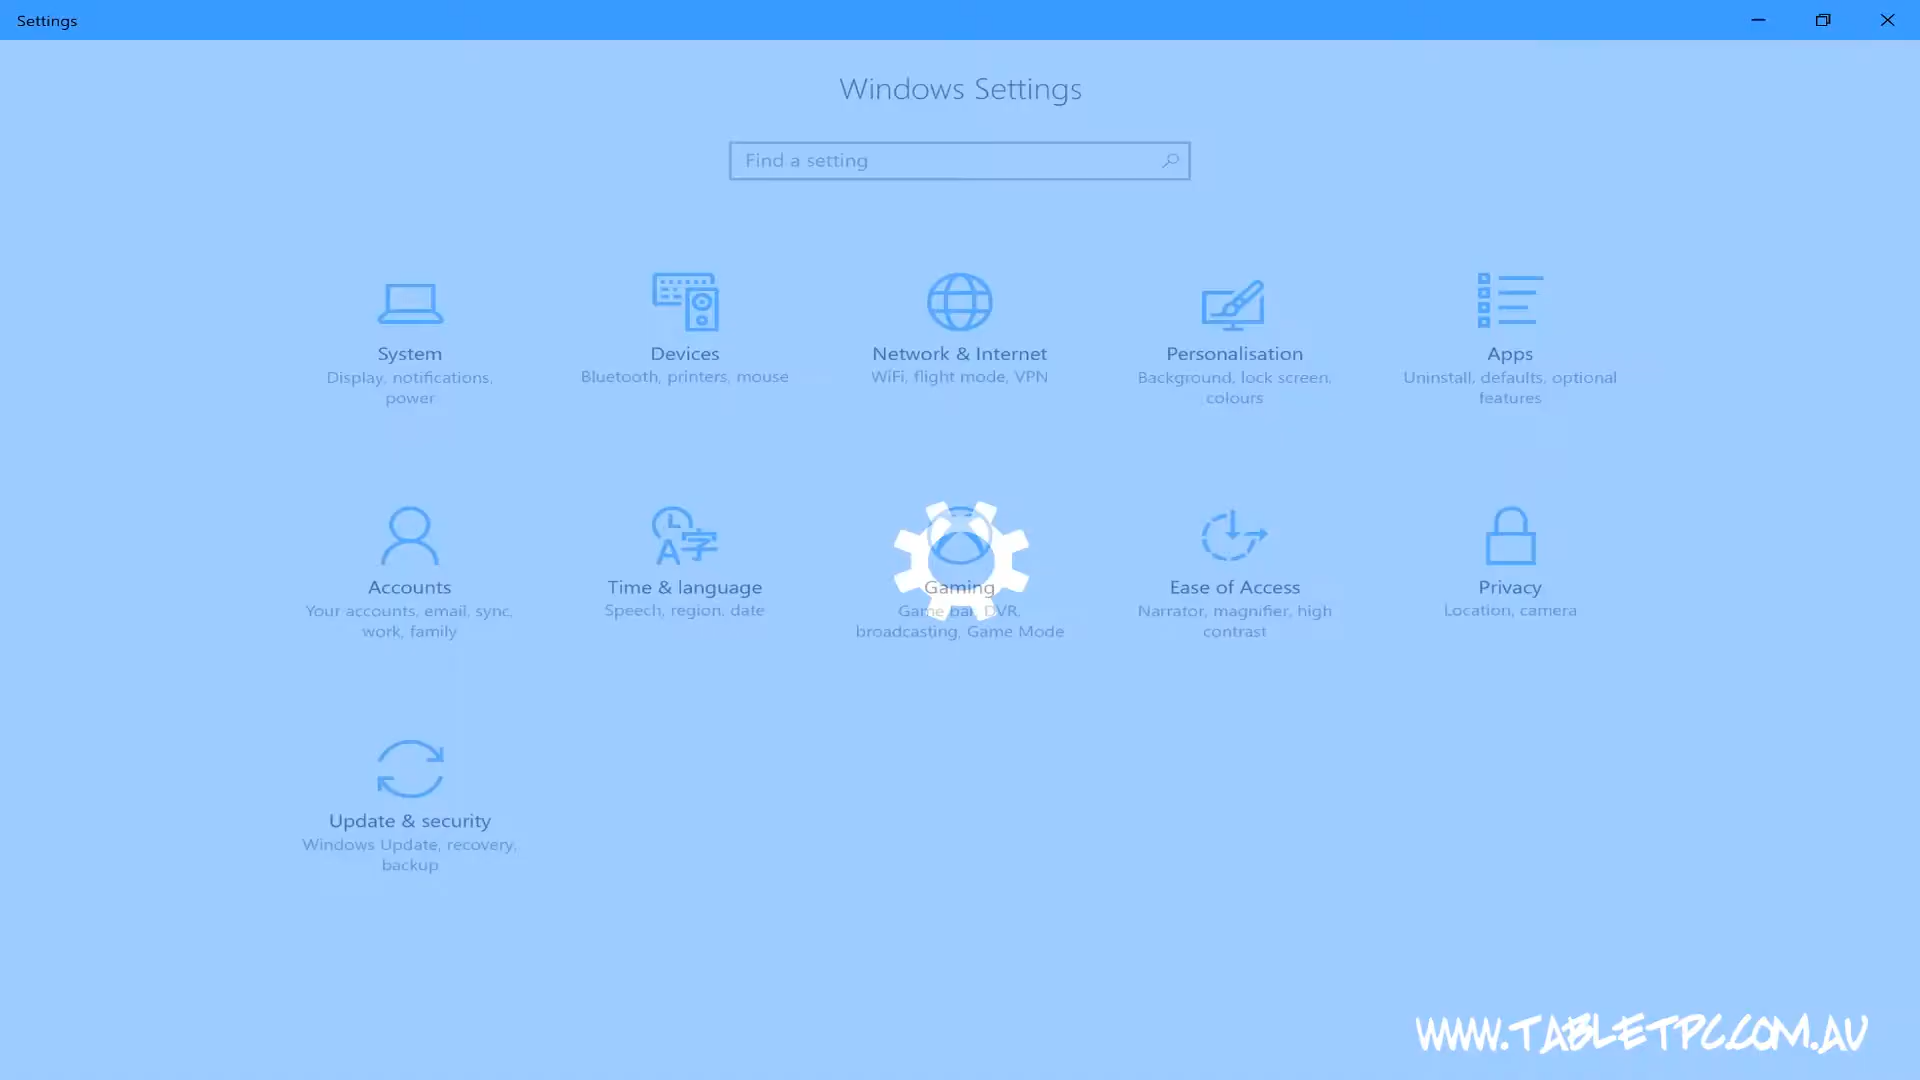 Settings
Windows Settings
Find a setting
System
Display, notifications,
power
Devices
Bluetooth, printers, mouse
Network & Internet
WiFi, flight mode, VPN
Personalisation
Background, lock screen,
colours
Apps
Uninstall, defaults, optional
features
Accounts
Your accounts, email, sync,
work, family
Time & language
Speech, region, date
Gaming
Game bar, DVR,
broadcasting, Game Mode
Ease of Access
Narrator, magnifier, high
contrast
Privacy
Location, camera
Update & security
Windows Update, recovery,
backup
WWW.TABLETPC.COM.AU